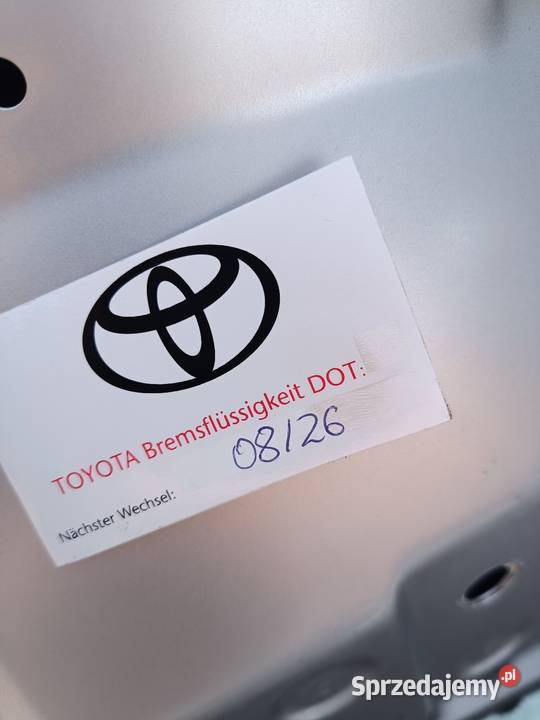 TOYOTA Bremsflüssigkeit DOT:
08/26
Nächster Wechsel:
Sprzedajemy.pl